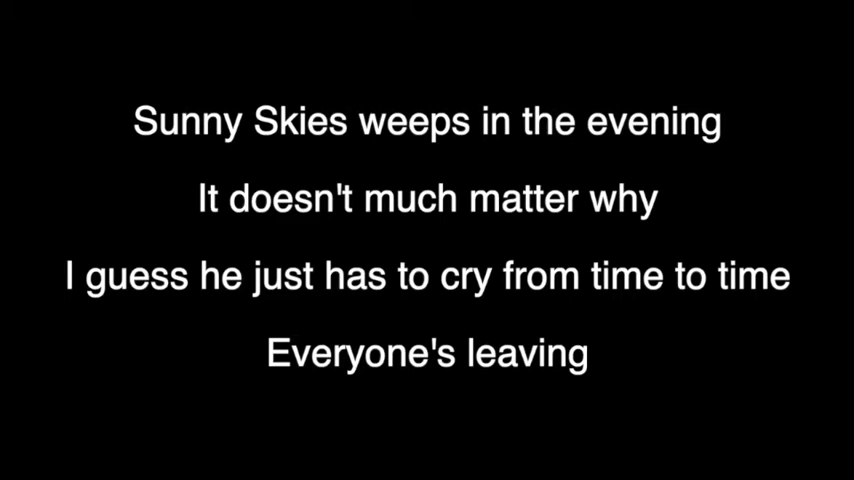 Sunny Skies weeps in the evening
It doesn't much matter why
I guess he just has to cry from time to time
Everyone's leaving